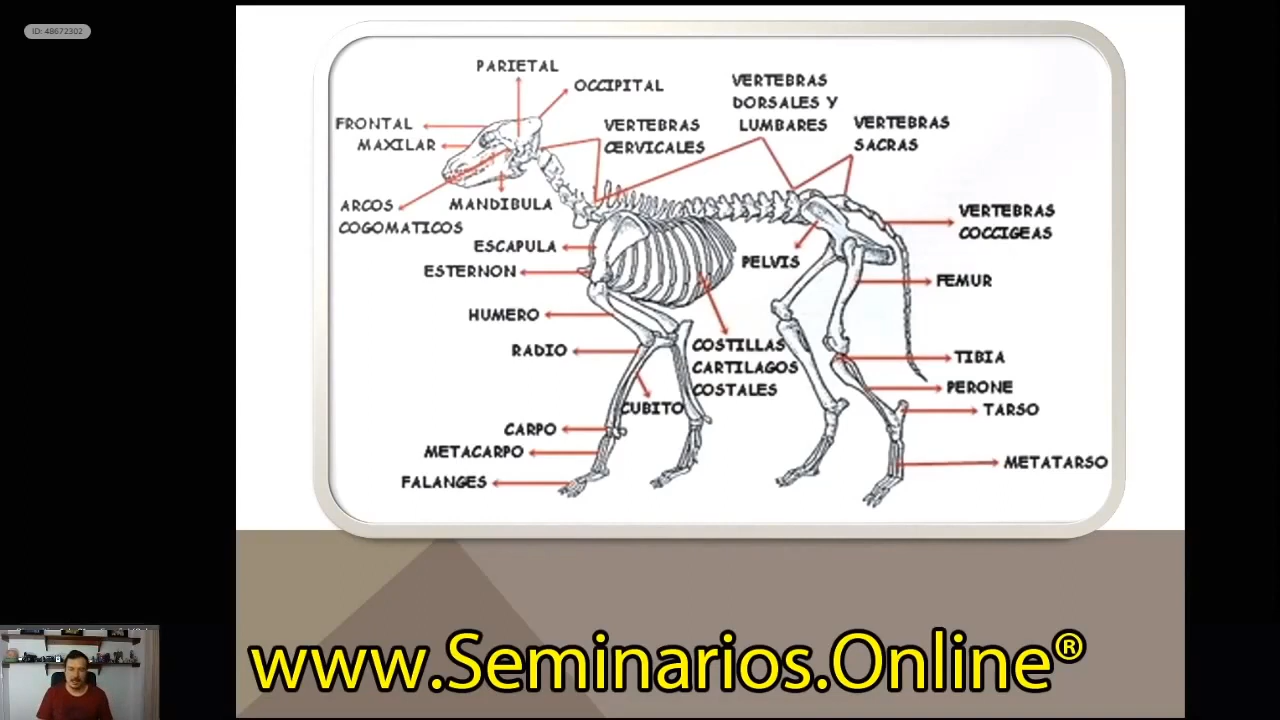 ID: 48672302
PARIETAL
OCCIPITAL
FRONTAL
MAXILAR
VERTEBRAS
CERVICALES
VERTEBRAS
DORSALES Y
LUMBARES
VERTEBRAS
SACRAS
ARCOS
COGOMATICOS
MANDIBULA
VERTEBRAS
COCCIGEAS
ESCAPULA
PELVIS
ESTERNON
FEMUR
HUMERO
RADIO
COSTILLAS
CARTILAGOS
COSTALES
TIBIA
PERONE
CUBITO
TARSO
CARPO
METACARPO
METATARSO
FALANGES
www.Seminarios.Online®